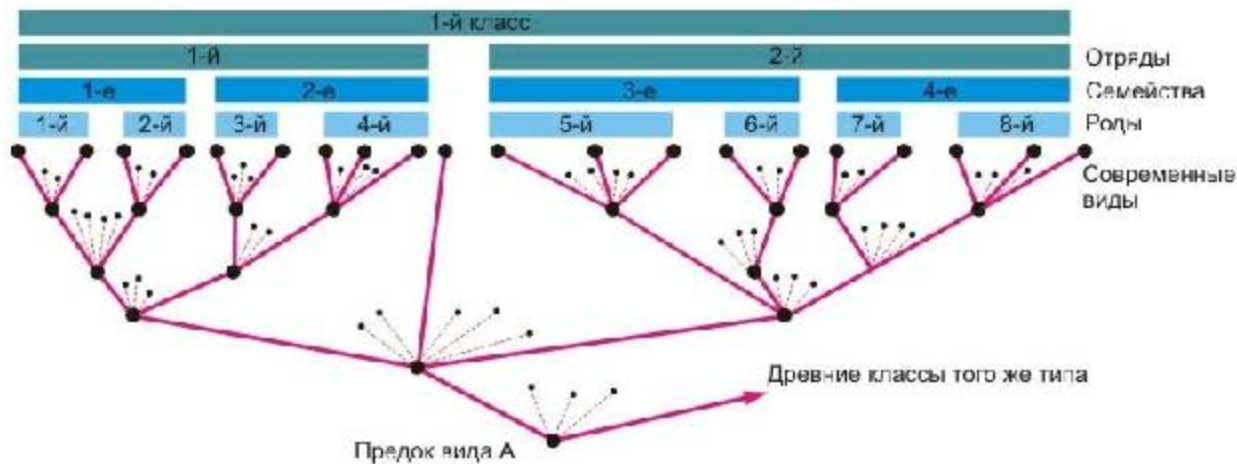 1-й класс
1-й 2-й Отряды
1-е 2-е 3-е 4-е Семейства
1-й 2-й 3-й 4-й 5-й 6-й 7-й 8-й Роды
Современные
виды
Древние классы того же типа
Предок вида А